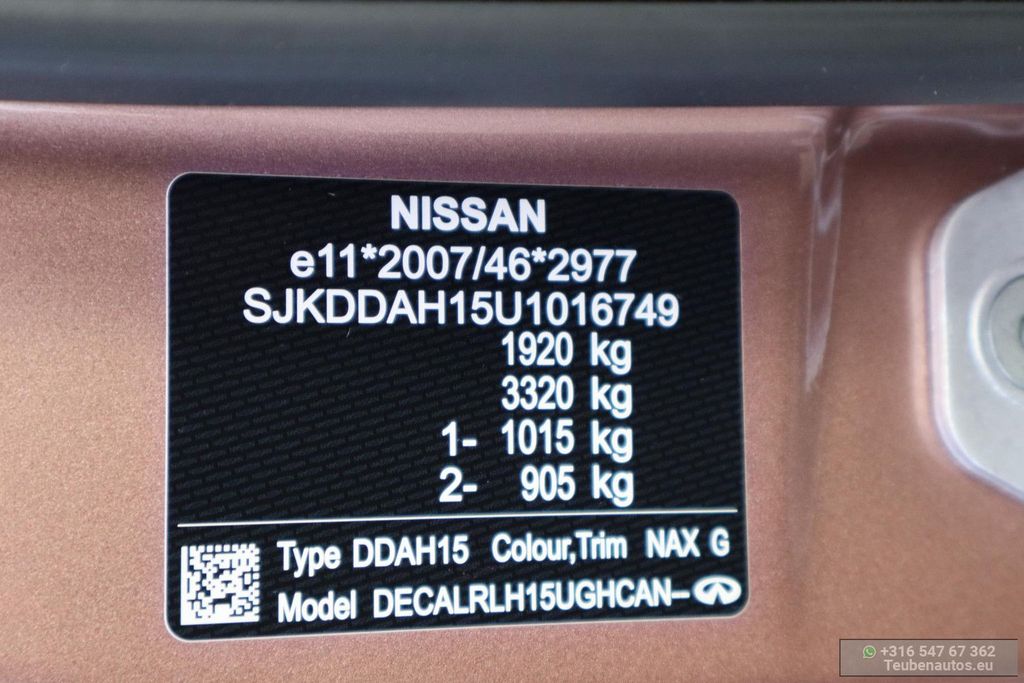 NISSAN
e11*2007/46*2977
SJKDDAH15U1016749
1920 kg
3320 kg
1- 1015 kg
2- 905 kg
Type DDAH15 Colour,Trim NAX G
Model DECALRLH15UGHCAN-
+316 547 67 362
Teubenautos.eu